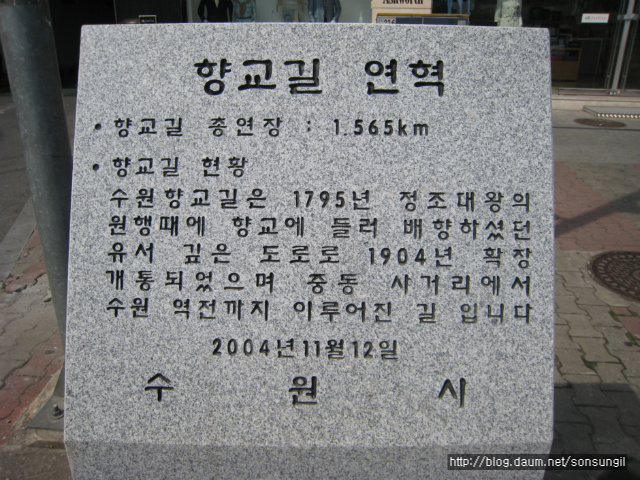 ASHWORTH
향교길 연혁
• 향교길 총연장 : 1.565km
• 향교길 현황
수원향교길은 1795년 정조대왕의
원행때에 향교에 들러 배향하셨던
유서 깊은 도로로 1904년 확장
개통되었으며 중동 사거리에서
수원 역전까지 이루어진 길 입니다
2004년11월12일
수 원 시
http://blog.daum.net/sonsungil